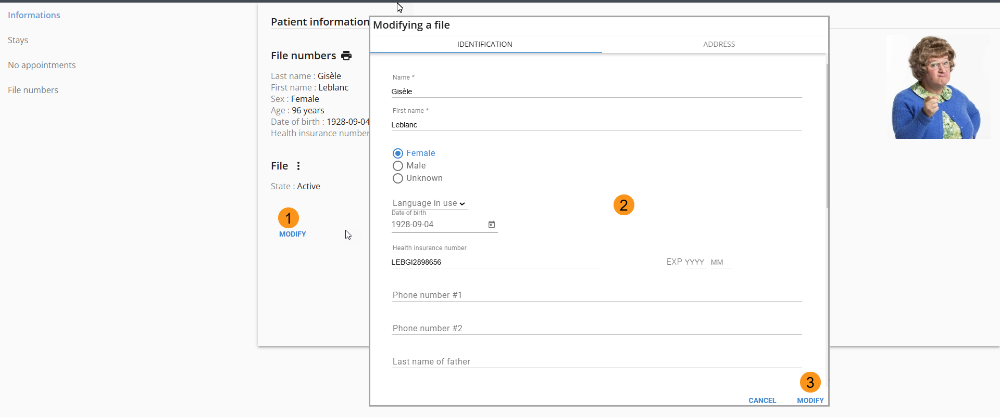 Informations
Stays
No appointments
File numbers
Patient information
File numbers
Last name : Gisèle
First name : Leblanc
Sex : Female
Age : 96 years
Date of birth : 1928-09-04
Health insurance number
File
State : Active
1
MODIFY
Modifying a file
IDENTIFICATION
ADDRESS
Name *
Gisèle
First name *
Leblanc
Female
Male
Unknown
Language in use
2
Date of birth
1928-09-04
Health insurance number
LEBGI2898656
EXP YYYY MM
Phone number #1
Phone number #2
Last name of father
3
CANCEL MODIFY